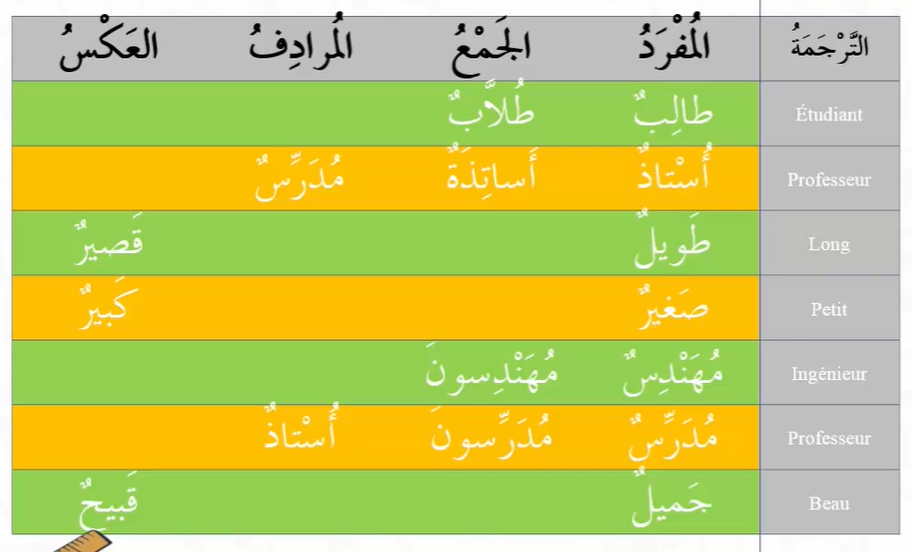 التَّرْجَمَةُ المُفْرَدُ الجَمْعُ المُرادِفُ العَكْسُ
Étudiant طالِبٌ طُلاَّبٌ
Professeur أُسْتاذٌ أَساتِذَةٌ مُدَرِّسٌ
Long طَويلٌ قَصيرٌ
Petit صَغيرٌ كَبيرٌ
Ingénieur مُهَنْدِسٌ مُهَنْدِسونَ
Professeur مُدَرِّسٌ مُدَرِّسونَ أُسْتاذٌ
Beau جَميلٌ قَبيحٌ